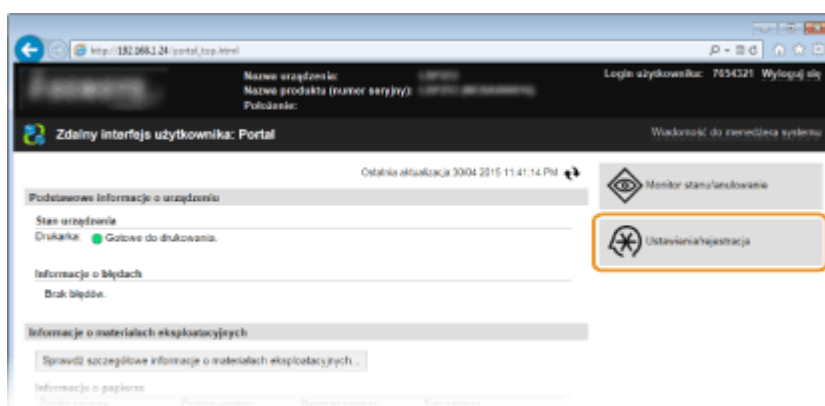 http://192.168.1.24/portal_top.html
Nazwa urządzenia:
Nazwa produktu (numer seryjny):
Położenie:
Login użytkownika: 7654321 Wyloguj się
Zdalny interfejs użytkownika: Portal
Wiadomość do menedżera systemu
Ostatnia aktualizacja 30/04 2015 11:41:14 PM
Monitor stanu/anulowanie
Podstawowe informacje o urządzeniu
Stan urządzenia
Drukarka: Gotowe do drukowania.
Ustawienia/rejestracja
Informacje o błędach
Brak błędów.
Informacje o materiałach eksploatacyjnych
Sprawdź szczegółowe informacje o materiałach eksploatacyjnych...
Informacje o papierze